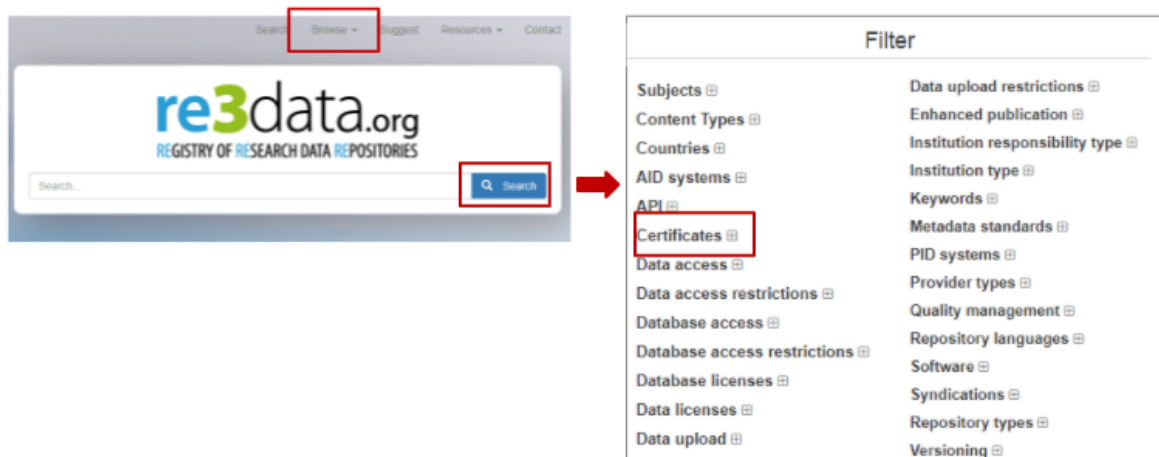 Search Browse Suggest Resources Contact
re3data.org
REGISTRY OF RESEARCH DATA REPOSITORIES
Search...
Search
Filter
Subjects
Content Types
Countries
AID systems
API
Certificates
Data access
Data access restrictions
Database access
Database access restrictions
Database licenses
Data licenses
Data upload
Data upload restrictions
Enhanced publication
Institution responsibility type
Institution type
Keywords
Metadata standards
PID systems
Provider types
Quality management
Repository languages
Software
Syndications
Repository types
Versioning